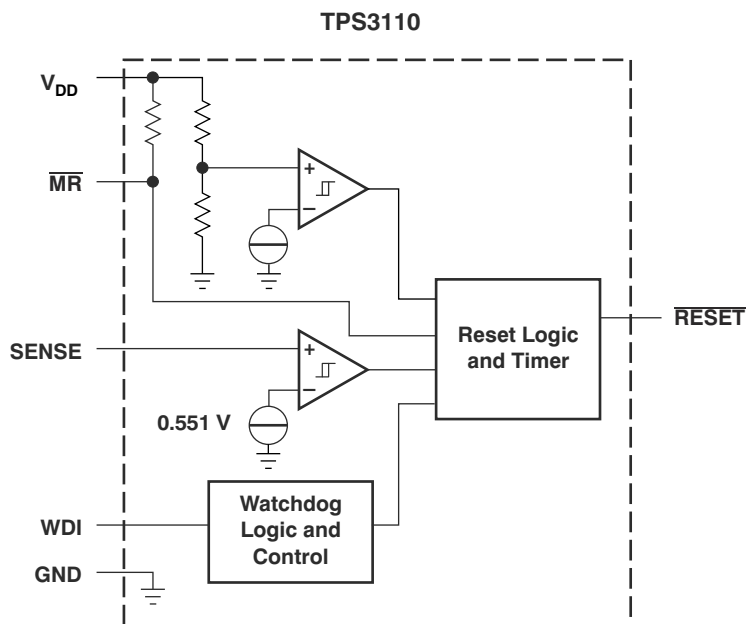 TPS3110
VDD
MR
SENSE
0.551 V
WDI
GND
+
−
+
−
Watchdog
Logic and
Control
Reset Logic
and Timer
RESET